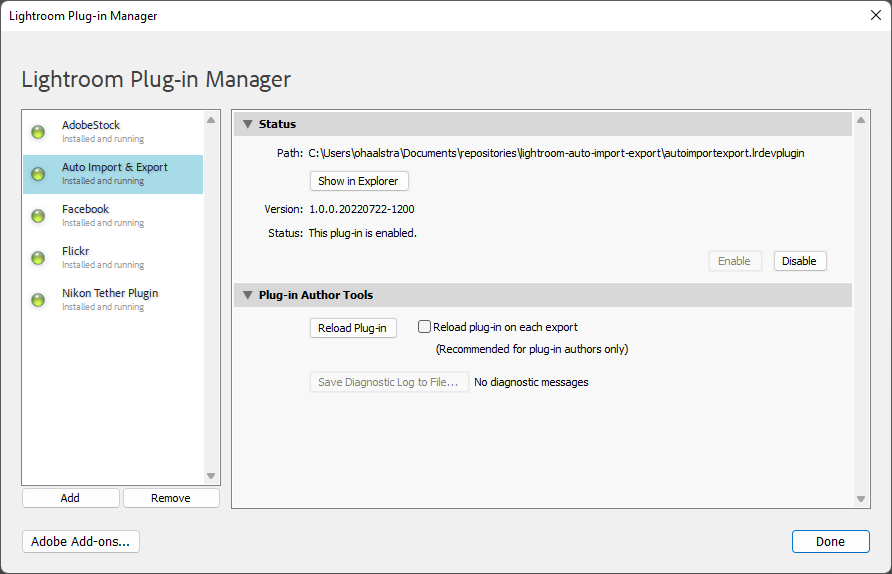 Lightroom Plug-in Manager
Lightroom Plug-in Manager
AdobeStock
Installed and running
Auto Import & Export
Installed and running
Facebook
Installed and running
Flickr
Installed and running
Nikon Tether Plugin
Installed and running
Add
Remove
Status
Path: C:\Users\ohaalstra\Documents\repositories\lightroom-auto-import-export\autoimportexport.lrdevplugin
Show in Explorer
Version: 1.0.0.20220722-1200
Status: This plug-in is enabled.
Enable
Disable
Plug-in Author Tools
Reload Plug-in
Reload plug-in on each export
(Recommended for plug-in authors only)
Save Diagnostic Log to File...
No diagnostic messages
Adobe Add-ons...
Done